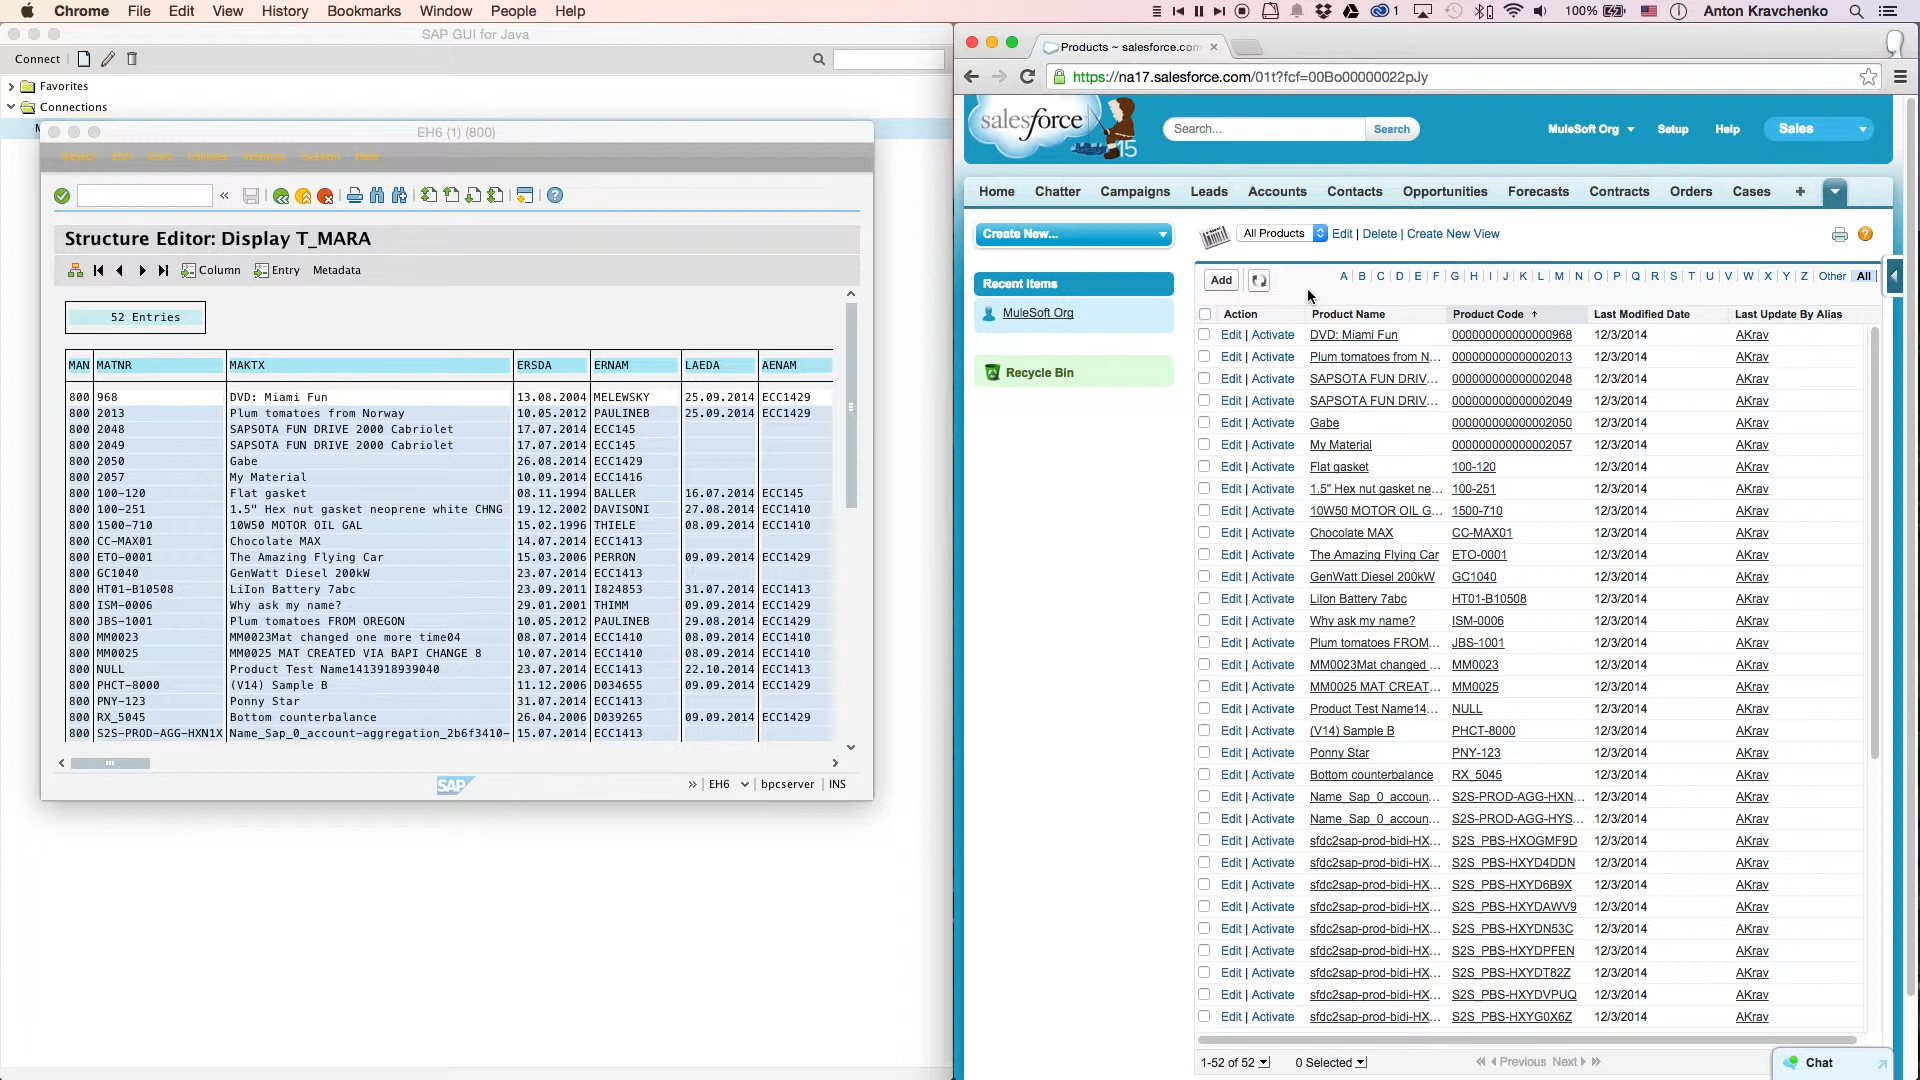 Chrome File Edit View History Bookmarks Window People Help 1 100% Anton Kravchenko
SAP GUI for Java
Connect
Favorites
Connections
EH6 (1) (800)
Structure Editor: Display T_MARA
Column Entry Metadata
52 Entries
MAN MATNR MAKTX ERSDA ERNAM LAEDA AENAM
800 968 DVD: Miami Fun 13.08.2004 MELEWSKY 25.09.2014 ECC1429
800 2013 Plum tomatoes from Norway 10.05.2012 PAULINEB 25.09.2014 ECC1429
800 2048 SAPSOTA FUN DRIVE 2000 Cabriolet 17.07.2014 ECC145
800 2049 SAPSOTA FUN DRIVE 2000 Cabriolet 17.07.2014 ECC145
800 2050 Gabe 26.08.2014 ECC1429
800 2057 My Material 10.09.2014 ECC1416
800 100-120 Flat gasket 08.11.1994 BALLER 16.07.2014 ECC145
800 100-251 1.5" Hex nut gasket neoprene white CHNG 19.12.2002 DAVISONI 27.08.2014 ECC1410
800 1500-710 10W50 MOTOR OIL GAL 15.02.1996 THIELE 08.09.2014 ECC1410
800 CC-MAX01 Chocolate MAX 14.07.2014 ECC1413
800 ETO-0001 The Amazing Flying Car 15.03.2006 PERRON 09.09.2014 ECC1429
800 GC1040 GenWatt Diesel 200kW 23.07.2014 ECC1413
800 HT01-B10508 LiIon Battery 7abc 23.09.2011 I824853 31.07.2014 ECC1413
800 ISM-0006 Why ask my name? 29.01.2001 THIMM 09.09.2014 ECC1429
800 JBS-1001 Plum tomatoes FROM OREGON 10.05.2012 PAULINEB 29.08.2014 ECC1429
800 MM0023 MM0023Mat changed one more time04 08.07.2014 ECC1410 08.09.2014 ECC1410
800 MM0025 MM0025 MAT CREATED VIA BAPI CHANGE 8 10.07.2014 ECC1410 08.09.2014 ECC1410
800 NULL Product Test Name1413918939040 23.07.2014 ECC1413 22.10.2014 ECC1413
800 PHCT-8000 (V14) Sample B 11.12.2006 D034655 09.09.2014 ECC1429
800 PNY-123 Ponny Star 31.07.2014 ECC1413
800 RX_5045 Bottom counterbalance 26.04.2006 D039265 09.09.2014 ECC1429
800 S2S-PROD-AGG-HXN1X Name_Sap_0_account-aggregation_2b6f3410- 15.07.2014 ECC1413
SAP » EH6 bpcserver INS
Products ~ salesforce.com
https://na17.salesforce.com/01t?fcf=00Bo00000022pJy
salesforce 15 Search... Search MuleSoft Org Setup Help Sales
Home Chatter Campaigns Leads Accounts Contacts Opportunities Forecasts Contracts Orders Cases +
Create New...
Recent Items
MuleSoft Org
Recycle Bin
All Products Edit | Delete | Create New View
Add A | B | C | D | E | F | G | H | I | J | K | L | M | N | O | P | Q | R | S | T | U | V | W | X | Y | Z | Other | All
Action Product Name Product Code Last Modified Date Last Update By Alias
Edit | Activate DVD: Miami Fun 000000000000000968 12/3/2014 AKrav
Edit | Activate Plum tomatoes from N... 000000000000002013 12/3/2014 AKrav
Edit | Activate SAPSOTA FUN DRIV... 000000000000002048 12/3/2014 AKrav
Edit | Activate SAPSOTA FUN DRIV... 000000000000002049 12/3/2014 AKrav
Edit | Activate Gabe 000000000000002050 12/3/2014 AKrav
Edit | Activate My Material 000000000000002057 12/3/2014 AKrav
Edit | Activate Flat gasket 100-120 12/3/2014 AKrav
Edit | Activate 1.5" Hex nut gasket ne... 100-251 12/3/2014 AKrav
Edit | Activate 10W50 MOTOR OIL G... 1500-710 12/3/2014 AKrav
Edit | Activate Chocolate MAX CC-MAX01 12/3/2014 AKrav
Edit | Activate The Amazing Flying Car ETO-0001 12/3/2014 AKrav
Edit | Activate GenWatt Diesel 200kW GC1040 12/3/2014 AKrav
Edit | Activate LiIon Battery 7abc HT01-B10508 12/3/2014 AKrav
Edit | Activate Why ask my name? ISM-0006 12/3/2014 AKrav
Edit | Activate Plum tomatoes FROM... JBS-1001 12/3/2014 AKrav
Edit | Activate MM0023Mat changed ... MM0023 12/3/2014 AKrav
Edit | Activate MM0025 MAT CREAT... MM0025 12/3/2014 AKrav
Edit | Activate Product Test Name14... NULL 12/3/2014 AKrav
Edit | Activate (V14) Sample B PHCT-8000 12/3/2014 AKrav
Edit | Activate Ponny Star PNY-123 12/3/2014 AKrav
Edit | Activate Bottom counterbalance RX_5045 12/3/2014 AKrav
Edit | Activate Name_Sap_0_accoun... S2S-PROD-AGG-HXN... 12/3/2014 AKrav
Edit | Activate Name_Sap_0_accoun... S2S-PROD-AGG-HYS... 12/3/2014 AKrav
Edit | Activate sfdc2sap-prod-bidi-HX... S2S_PBS-HXOGMF9D 12/3/2014 AKrav
Edit | Activate sfdc2sap-prod-bidi-HX... S2S_PBS-HXYD4DDN 12/3/2014 AKrav
Edit | Activate sfdc2sap-prod-bidi-HX... S2S_PBS-HXYD6B9X 12/3/2014 AKrav
Edit | Activate sfdc2sap-prod-bidi-HX... S2S_PBS-HXYDAWV9 12/3/2014 AKrav
Edit | Activate sfdc2sap-prod-bidi-HX... S2S_PBS-HXYDN53C 12/3/2014 AKrav
Edit | Activate sfdc2sap-prod-bidi-HX... S2S_PBS-HXYDPFEN 12/3/2014 AKrav
Edit | Activate sfdc2sap-prod-bidi-HX... S2S_PBS-HXYDT82Z 12/3/2014 AKrav
Edit | Activate sfdc2sap-prod-bidi-HX... S2S_PBS-HXYDVPUQ 12/3/2014 AKrav
Edit | Activate sfdc2sap-prod-bidi-HX... S2S_PBS-HXYG0X6Z 12/3/2014 AKrav
1-52 of 52 0 Selected Previous Next
Chat